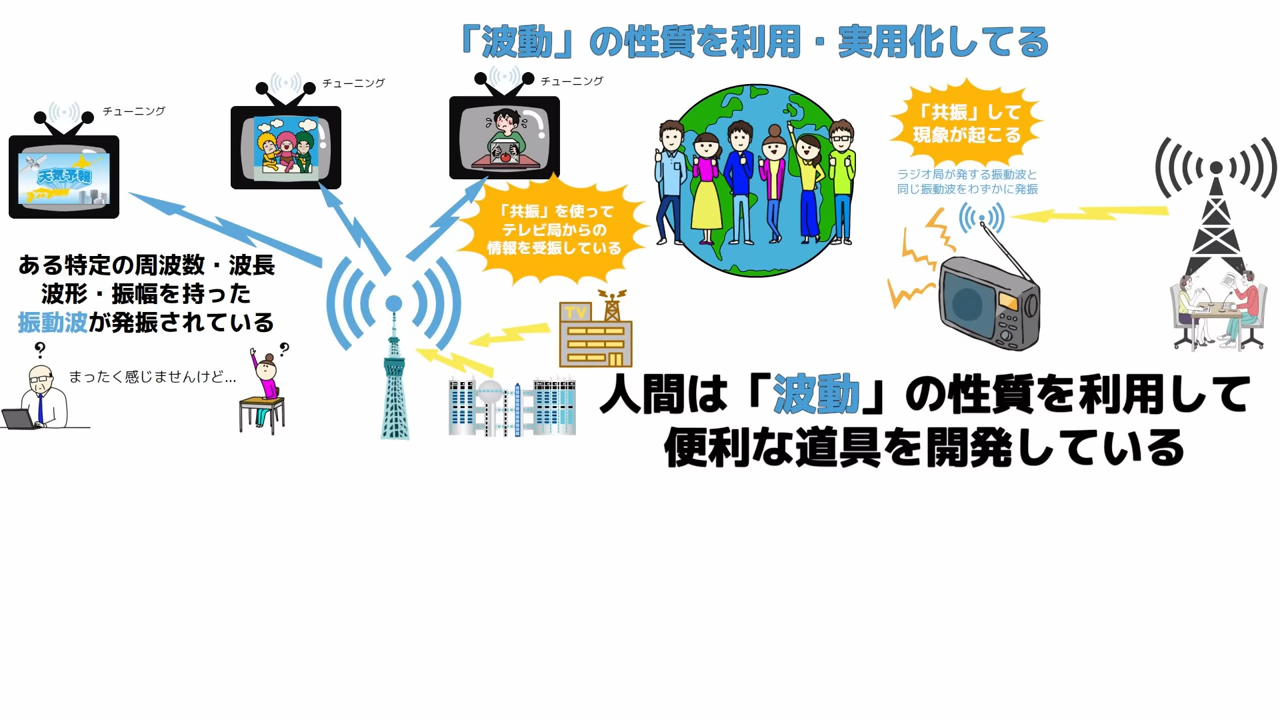 「波動」の性質を利用・実用化してる
チューニング
チューニング
チューニング
天気予報
「共振」を使って
テレビ局からの
情報を受振している
「共振」して
現象が起こる
ラジオ局が発する振動波と
同じ振動波をわずかに発振
ある特定の周波数・波長
波形・振幅を持った
振動波が発振されている
?
まったく感じませんけど...
?
TV
人間は「波動」の性質を利用して
便利な道具を開発している